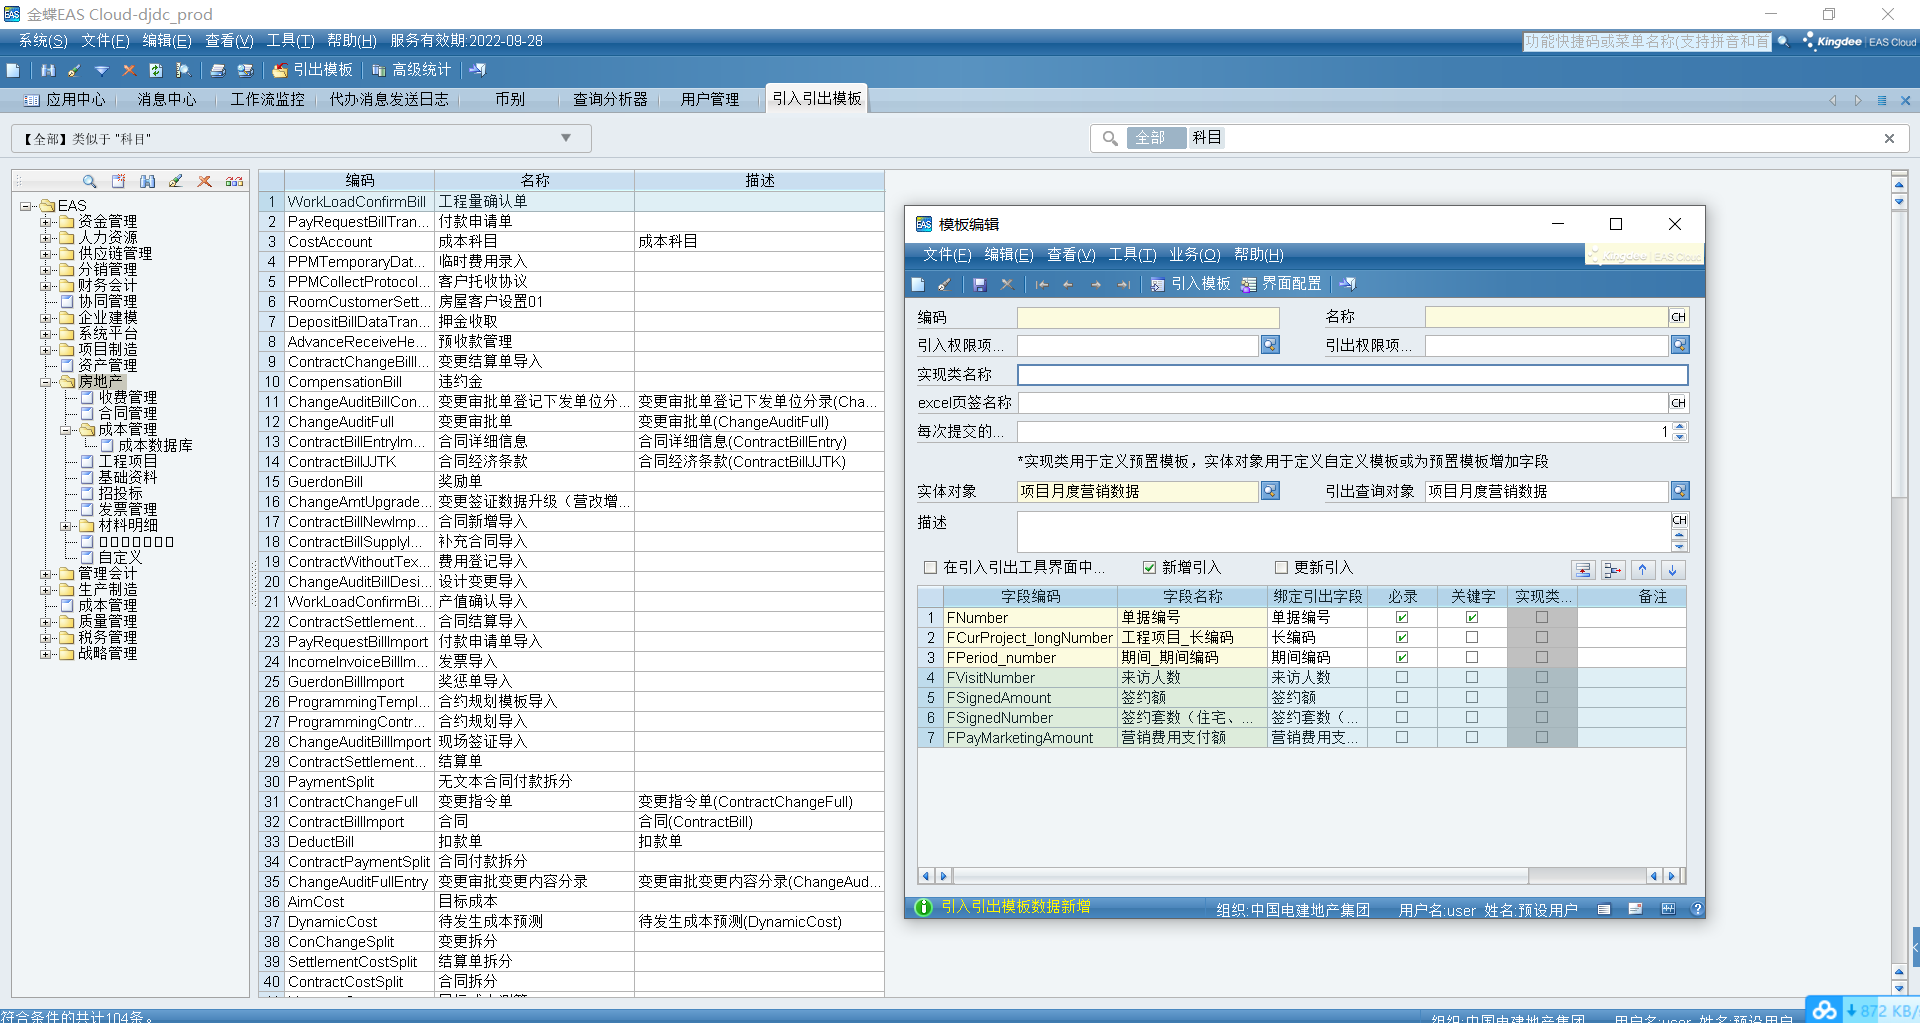 金蝶EAS Cloud-djdc_prod
系统(S) 文件(F) 编辑(E) 查看(V) 工具(T) 帮助(H) 服务有效期:2022-09-28
功能快捷码或菜单名称(支持拼音和首
Kingdee EAS Cloud
引出模板 高级统计
应用中心 消息中心 工作流监控 代办消息发送日志 币别 查询分析器 用户管理 引入引出模板
【全部】类似于 "科目"
全部 科目
EAS
资金管理
人力资源
供应链管理
分销管理
财务会计
协同管理
企业建模
系统平台
项目制造
资产管理
房地产
收费管理
合同管理
成本管理
成本数据库
工程项目
基础资料
招投标
发票管理
材料明细
自定义
管理会计
生产制造
成本管理
质量管理
税务管理
战略管理
编码 名称 描述
1 WorkLoadConfirmBill 工程量确认单
2 PayRequestBillTran... 付款申请单
3 CostAccount 成本科目 成本科目
4 PPMTemporaryDat... 临时费用录入
5 PPMCollectProtocol... 客户托收协议
6 RoomCustomerSett... 房屋客户设置01
7 DepositBillDataTran... 押金收取
8 AdvanceReceiveHe... 预收款管理
9 ContractChangeBillI... 变更结算单导入
10 CompensationBill 违约金
11 ChangeAuditBillCon... 变更审批单登记下发单位分... 变更审批单登记下发单位分录(Cha...
12 ChangeAuditFull 变更审批单 变更审批单(ChangeAuditFull)
13 ContractBillEntryIm... 合同详细信息 合同详细信息(ContractBillEntry)
14 ContractBillJJTK 合同经济条款 合同经济条款(ContractBillJJTK)
15 GuerdonBill 奖励单
16 ChangeAmtUpgrade... 变更签证数据升级（营改增...
17 ContractBillNewImp... 合同新增导入
18 ContractBillSupplyI... 补充合同导入
19 ContractWithoutTex... 费用登记导入
20 ChangeAuditBillDesi... 设计变更导入
21 WorkLoadConfirmBi... 产值确认导入
22 ContractSettlement... 合同结算导入
23 PayRequestBillImport 付款申请单导入
24 IncomeInvoiceBillIm... 发票导入
25 GuerdonBillImport 奖惩单导入
26 ProgrammingTempl... 合约规划模板导入
27 ProgrammingContr... 合约规划导入
28 ChangeAuditBillImport 现场签证导入
29 ContractSettlement... 结算单
30 PaymentSplit 无文本合同付款拆分
31 ContractChangeFull 变更指令单 变更指令单(ContractChangeFull)
32 ContractBillImport 合同 合同(ContractBill)
33 DeductBill 扣款单 扣款单
34 ContractPaymentSplit 合同付款拆分
35 ChangeAuditFullEntry 变更审批变更内容分录 变更审批变更内容分录(ChangeAud...
36 AimCost 目标成本
37 DynamicCost 待发生成本预测 待发生成本预测(DynamicCost)
38 ConChangeSplit 变更拆分
39 SettlementCostSplit 结算单拆分
40 ContractCostSplit 合同拆分
模板编辑
文件(F) 编辑(E) 查看(V) 工具(T) 业务(O) 帮助(H)
Kingdee EAS Cloud
引入模板 界面配置
编码 名称 CH
引入权限项... 引出权限项...
实现类名称
excel页签名称 CH
每次提交的... 1
*实现类用于定义预置模板，实体对象用于定义自定义模板或为预置模板增加字段
实体对象 项目月度营销数据 引出查询对象 项目月度营销数据
描述 CH
在引入引出工具界面中... 新增引入 更新引入
字段编码 字段名称 绑定引出字段 必录 关键字 实现类... 备注
1 FNumber 单据编号 单据编号
2 FCurProject_longNumber 工程项目_长编码 长编码
3 FPeriod_number 期间_期间编码 期间编码
4 FVisitNumber 来访人数 来访人数
5 FSignedAmount 签约额 签约额
6 FSignedNumber 签约套数（住宅、... 签约套数（...
7 FPayMarketingAmount 营销费用支付额 营销费用支...
引入引出模板数据新增 组织:中国电建地产集团 用户名:user 姓名:预设用户
符合条件的共计104条。 组织:中国电建地产集团 用户名:user 姓名:预设用户
872 KB/